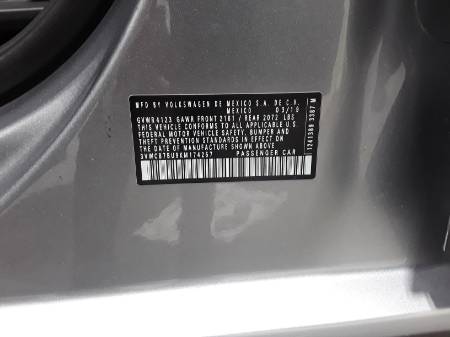 MFD BY VOLKSWAGEN DE MEXICO S.A. DE C.V.
MEXICO 03/19
GVWR 4123 GAWR FRONT 2161 / REAR 2072 LBS
THIS VEHICLE CONFORMS TO ALL APPLICABLE U.S.
FEDERAL MOTOR VEHICLE SAFETY, BUMPER AND
THEFT PREVENTION STANDARDS IN EFFECT ON
THE DATE OF MANUFACTURE SHOWN ABOVE
PASSENGER CAR